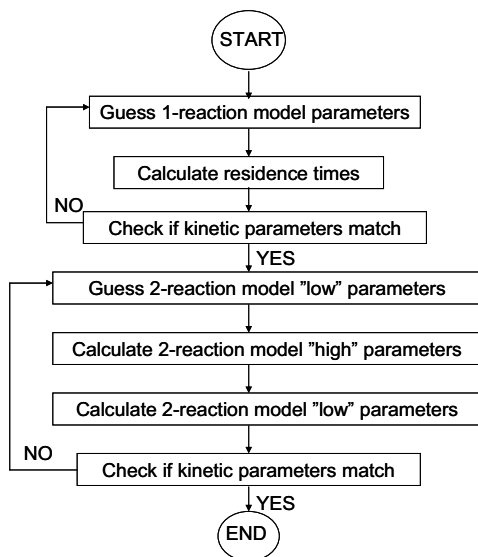 START
Guess 1-reaction model parameters
Calculate residence times
NO
Check if kinetic parameters match
YES
Guess 2-reaction model ”low” parameters
Calculate 2-reaction model ”high” parameters
Calculate 2-reaction model ”low” parameters
NO
Check if kinetic parameters match
YES
END